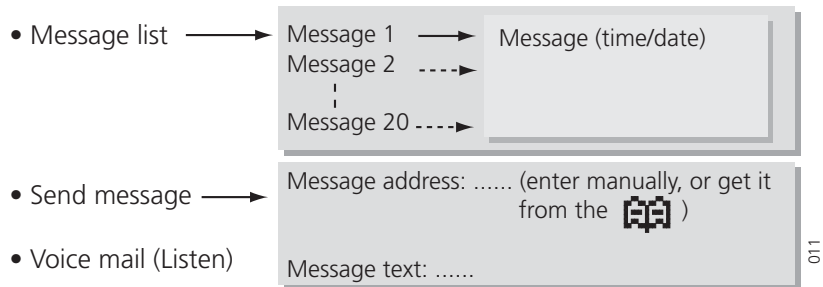 • Message list
Message 1
Message (time/date)
Message 2
Message 20
• Send message
Message address: ...... (enter manually, or get it
from the )
• Voice mail (Listen)
Message text: ......
011